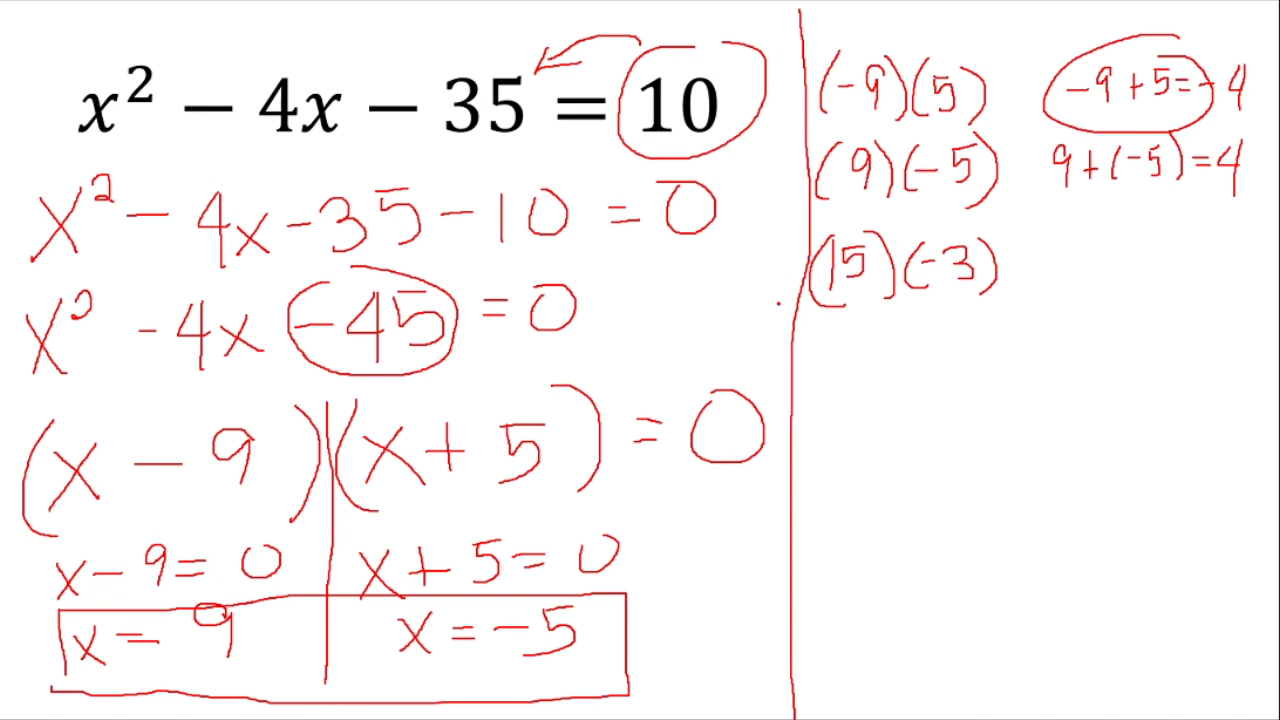 x² − 4x − 35 = 10
x² − 4x − 35 − 10 = 0
x² − 4x − 45 = 0
(x − 9)(x + 5) = 0
x − 9 = 0 x + 5 = 0
x = 9 x = −5
(−9)(5) −9 + 5 = −4
(9)(−5) 9 + (−5) = 4
(15)(−3)